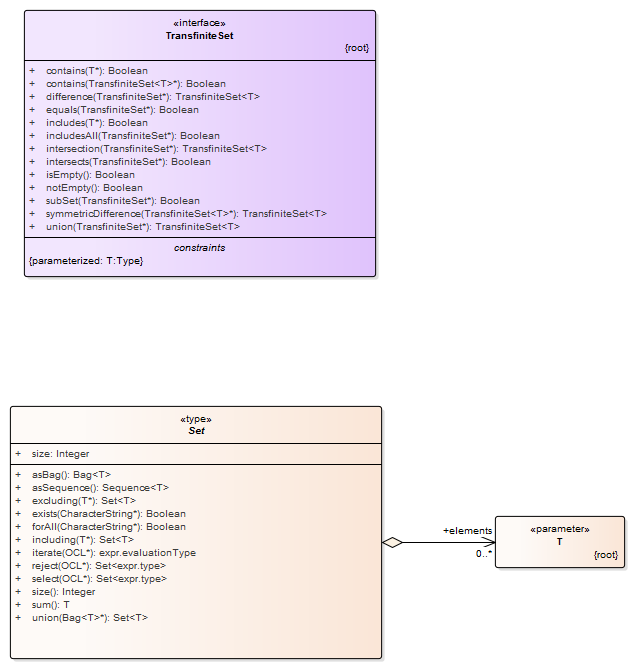 «interface»
TransfiniteSet
{root}
+ contains(T*): Boolean
+ contains(TransfiniteSet<T>*): Boolean
+ difference(TransfiniteSet*): TransfiniteSet<T>
+ equals(TransfiniteSet*): Boolean
+ includes(T*): Boolean
+ includesAll(TransfiniteSet*): Boolean
+ intersection(TransfiniteSet*): TransfiniteSet<T>
+ intersects(TransfiniteSet*): Boolean
+ isEmpty(): Boolean
+ notEmpty(): Boolean
+ subSet(TransfiniteSet*): Boolean
+ symmetricDifference(TransfiniteSet<T>*): TransfiniteSet<T>
+ union(TransfiniteSet*): TransfiniteSet<T>
constraints
{parameterized: T:Type}
«type»
Set
+ size: Integer
+ asBag(): Bag<T>
+ asSequence(): Sequence<T>
+ excluding(T*): Set<T>
+ exists(CharacterString*): Boolean
+ forAll(CharacterString*): Boolean
+ including(T*): Set<T>
+ iterate(OCL*): expr.evaluationType
+ reject(OCL*): Set<expr.type>
+ select(OCL*): Set<expr.type>
+ size(): Integer
+ sum(): T
+ union(Bag<T>*): Set<T>
+elements
0..*
«parameter»
T
{root}